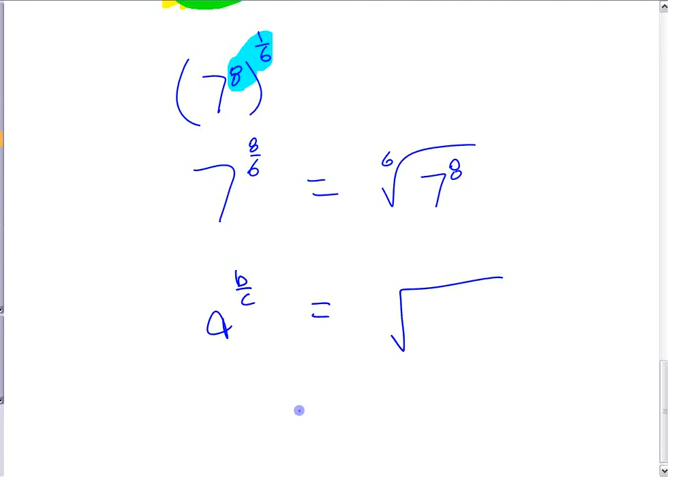 (7^8)^{1/6}
7^{8/6} = ⁶√7^8
a^{b/c} = √